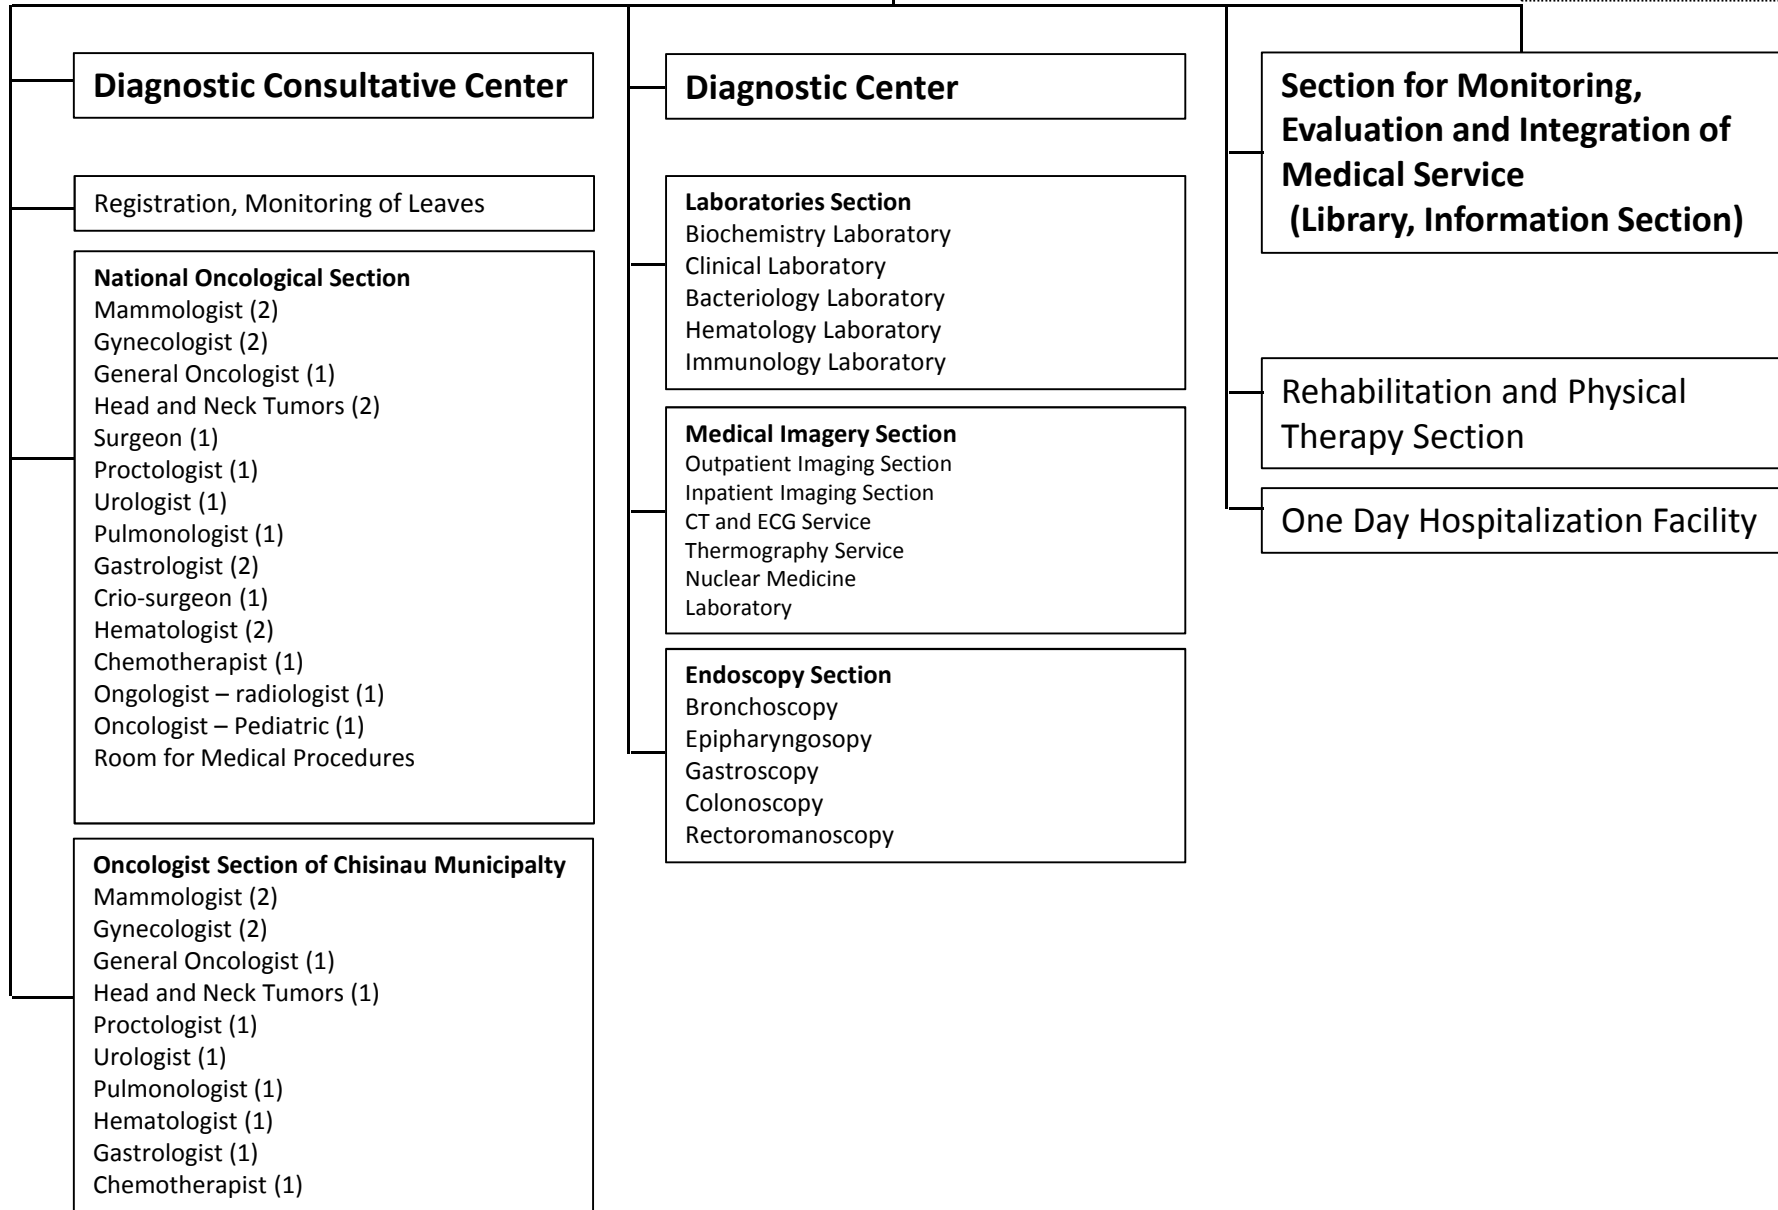 Diagnostic Consultative Center
Registration, Monitoring of Leaves
National Oncological Section
Mammologist (2)
Gynecologist (2)
General Oncologist (1)
Head and Neck Tumors (2)
Surgeon (1)
Proctologist (1)
Urologist (1)
Pulmonologist (1)
Gastrologist (2)
Crio-surgeon (1)
Hematologist (2)
Chemotherapist (1)
Ongologist – radiologist (1)
Oncologist – Pediatric (1)
Room for Medical Procedures
Oncologist Section of Chisinau Municipalty
Mammologist (2)
Gynecologist (2)
General Oncologist (1)
Head and Neck Tumors (1)
Proctologist (1)
Urologist (1)
Pulmonologist (1)
Hematologist (1)
Gastrologist (1)
Chemotherapist (1)
Diagnostic Center
Laboratories Section
Biochemistry Laboratory
Clinical Laboratory
Bacteriology Laboratory
Hematology Laboratory
Immunology Laboratory
Medical Imagery Section
Outpatient Imaging Section
Inpatient Imaging Section
CT and ECG Service
Thermography Service
Nuclear Medicine
Laboratory
Endoscopy Section
Bronchoscopy
Epipharyngosopy
Gastroscopy
Colonoscopy
Rectoromanoscopy
Section for Monitoring,
Evaluation and Integration of
Medical Service
(Library, Information Section)
Rehabilitation and Physical
Therapy Section
One Day Hospitalization Facility